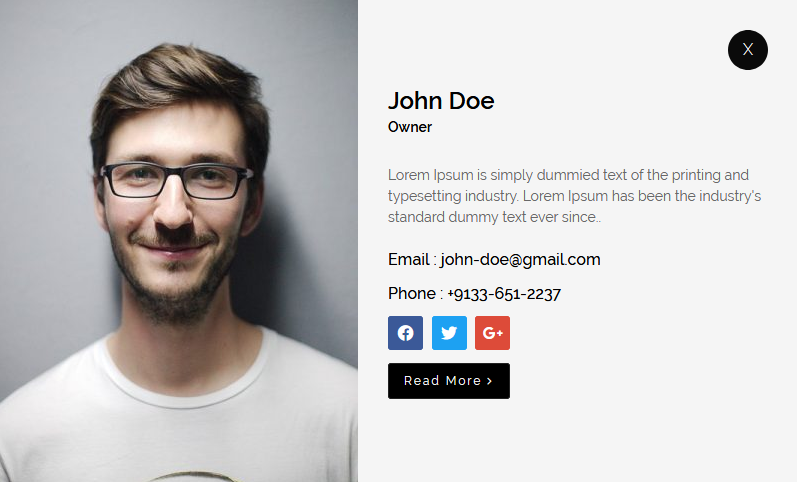 X
John Doe
Owner
Lorem Ipsum is simply dummied text of the printing and
typesetting industry. Lorem Ipsum has been the industry's
standard dummy text ever since..
Email : john-doe@gmail.com
Phone : +9133-651-2237
G+
Read More >